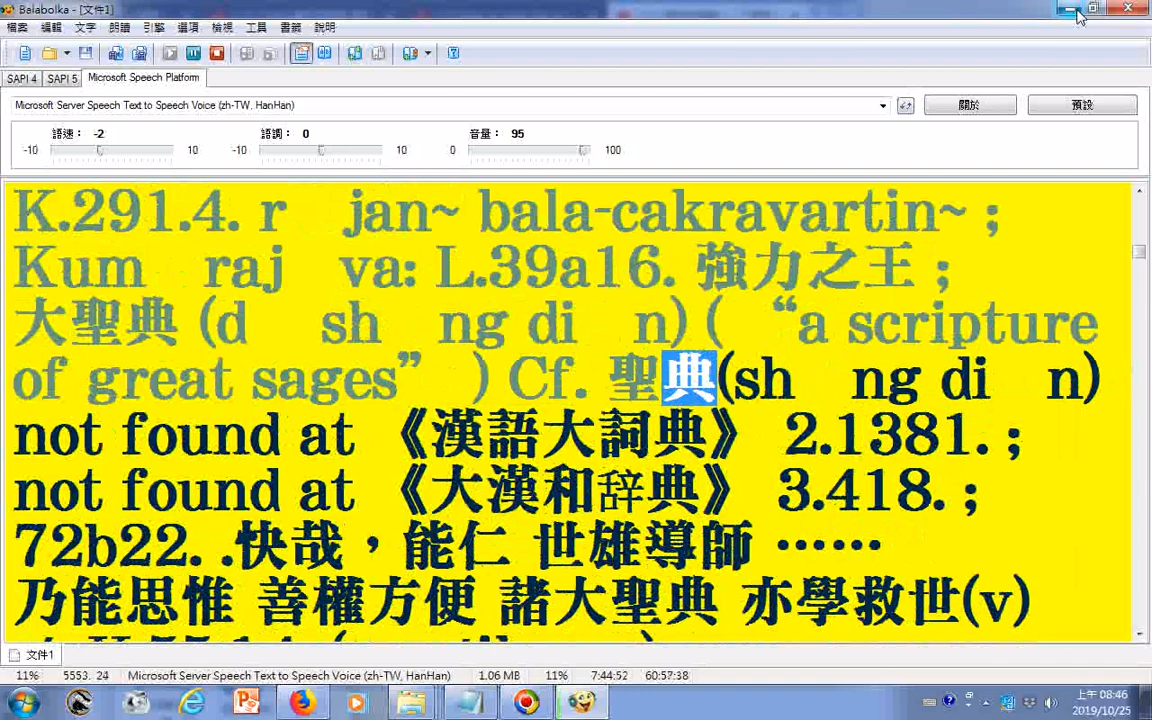 Balabolka - [文件1]
檔案 編輯 文字 朗讀 引擎 選項 檢視 工具 書籤 說明
SAPI 4 SAPI 5 Microsoft Speech Platform
Microsoft Server Speech Text to Speech Voice (zh-TW, HanHan) 關於 預設
語速： -2 語調： 0 音量： 95
-10 10 -10 10 0 100
K.291.4. r jan~ bala-cakravartin~ ;
Kum raj va: L.39a16. 強力之王 ;
大聖典 (d sh ng di n) ( “a scripture
of great sages” ) Cf. 聖典(sh ng di n)
not found at 《漢語大詞典》 2.1381. ;
not found at 《大漢和辞典》 3.418. ;
72b22. .快哉，能仁 世雄導師 ……
乃能思惟 善權方便 諸大聖典 亦學救世(v)
文件1
11% 5553. 24 Microsoft Server Speech Text to Speech Voice (zh-TW, HanHan) 1.06 MB 11% 7:44:52 60:57:38
上午 08:46
2019/10/25